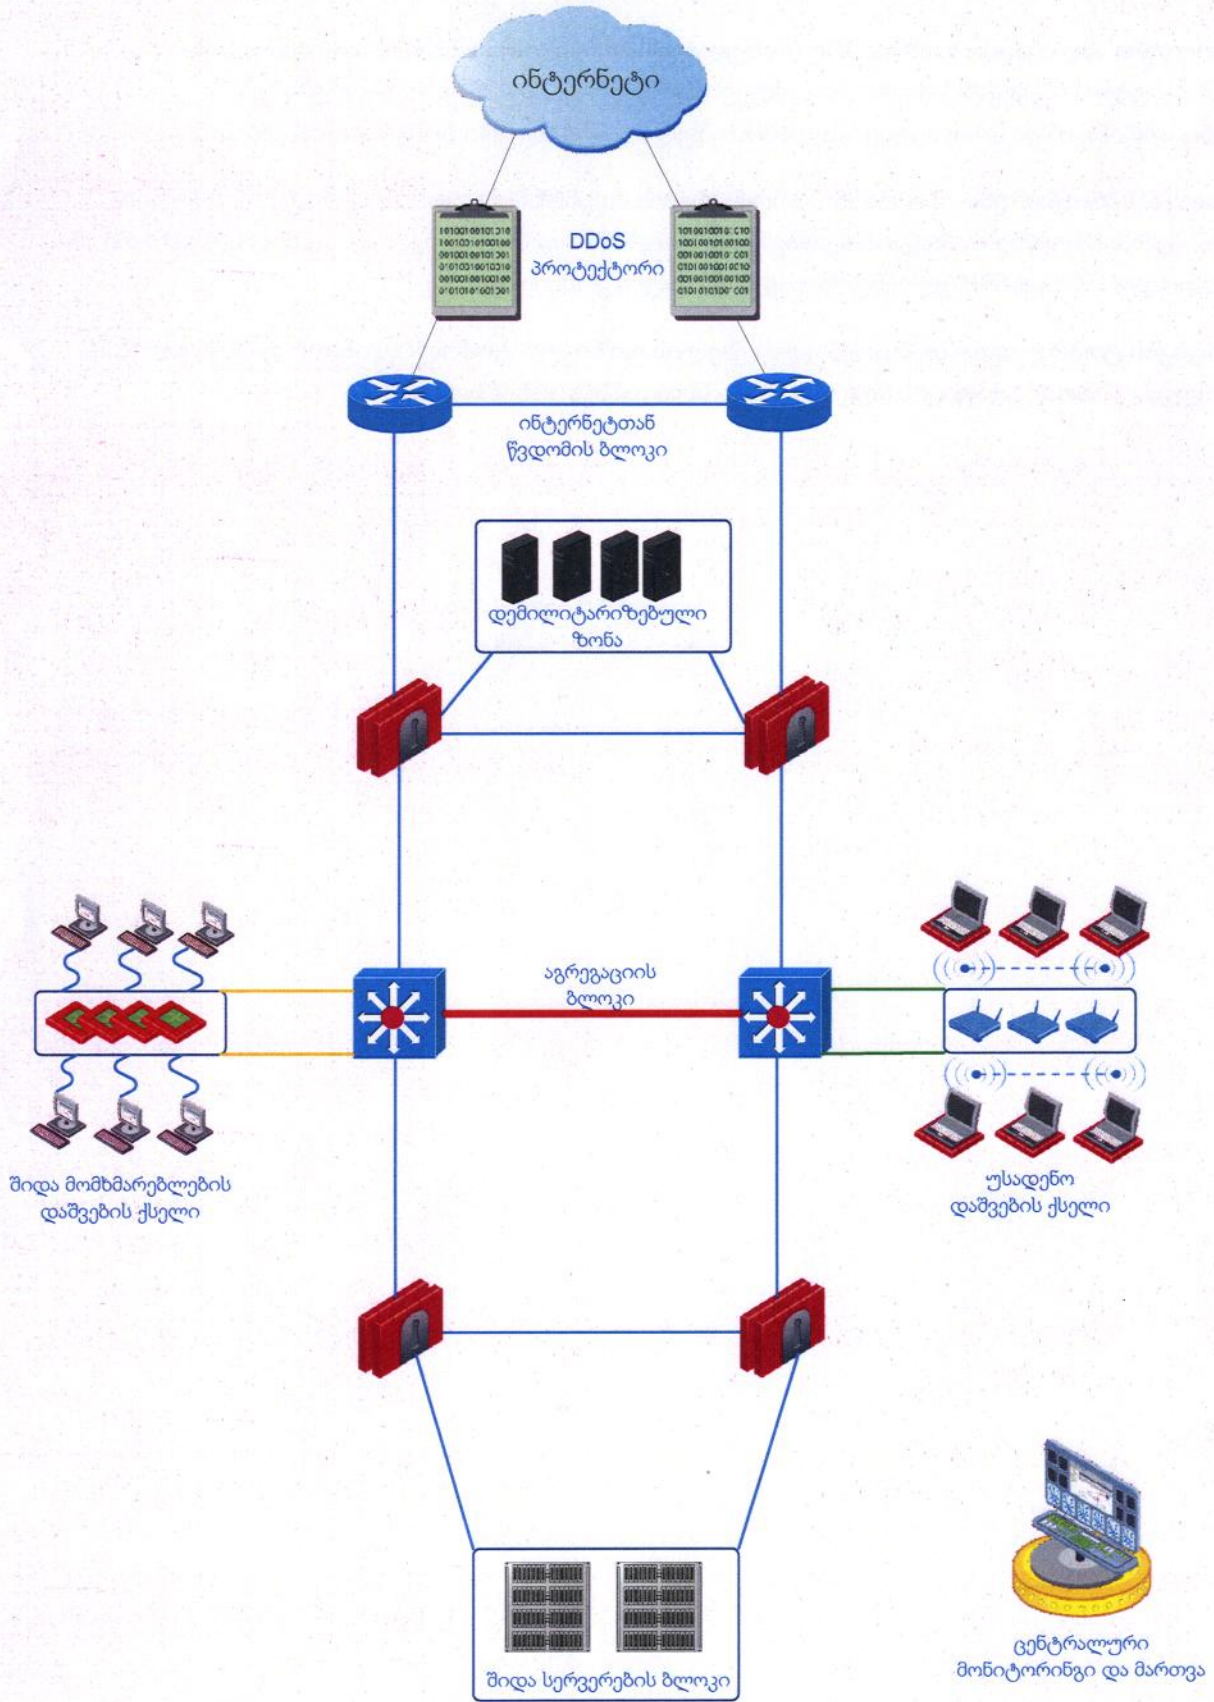 ინტერნეტი
DDoS
პროტექტორი
ინტერნეტთან
წვდომის ბლოკი
დემილიტარიზებული
ზონა
აგრეგაციის
ბლოკი
შიდა მომხმარებლების
დაშვების ქსელი
უსადენო
დაშვების ქსელი
შიდა სერვერების ბლოკი
ცენტრალური
მონიტორინგი და მართვა